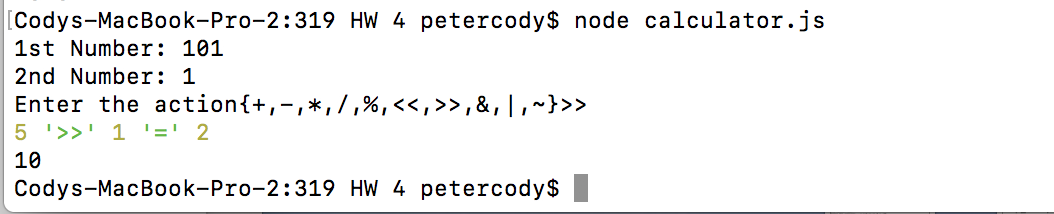 [Codys-MacBook-Pro-2:319 HW 4 petercody$ node calculator.js
1st Number: 101
2nd Number: 1
Enter the action{+,-,*,/,%,<<,>>,&,|,~}>>
5 '>>' 1 '=' 2
10
Codys-MacBook-Pro-2:319 HW 4 petercody$